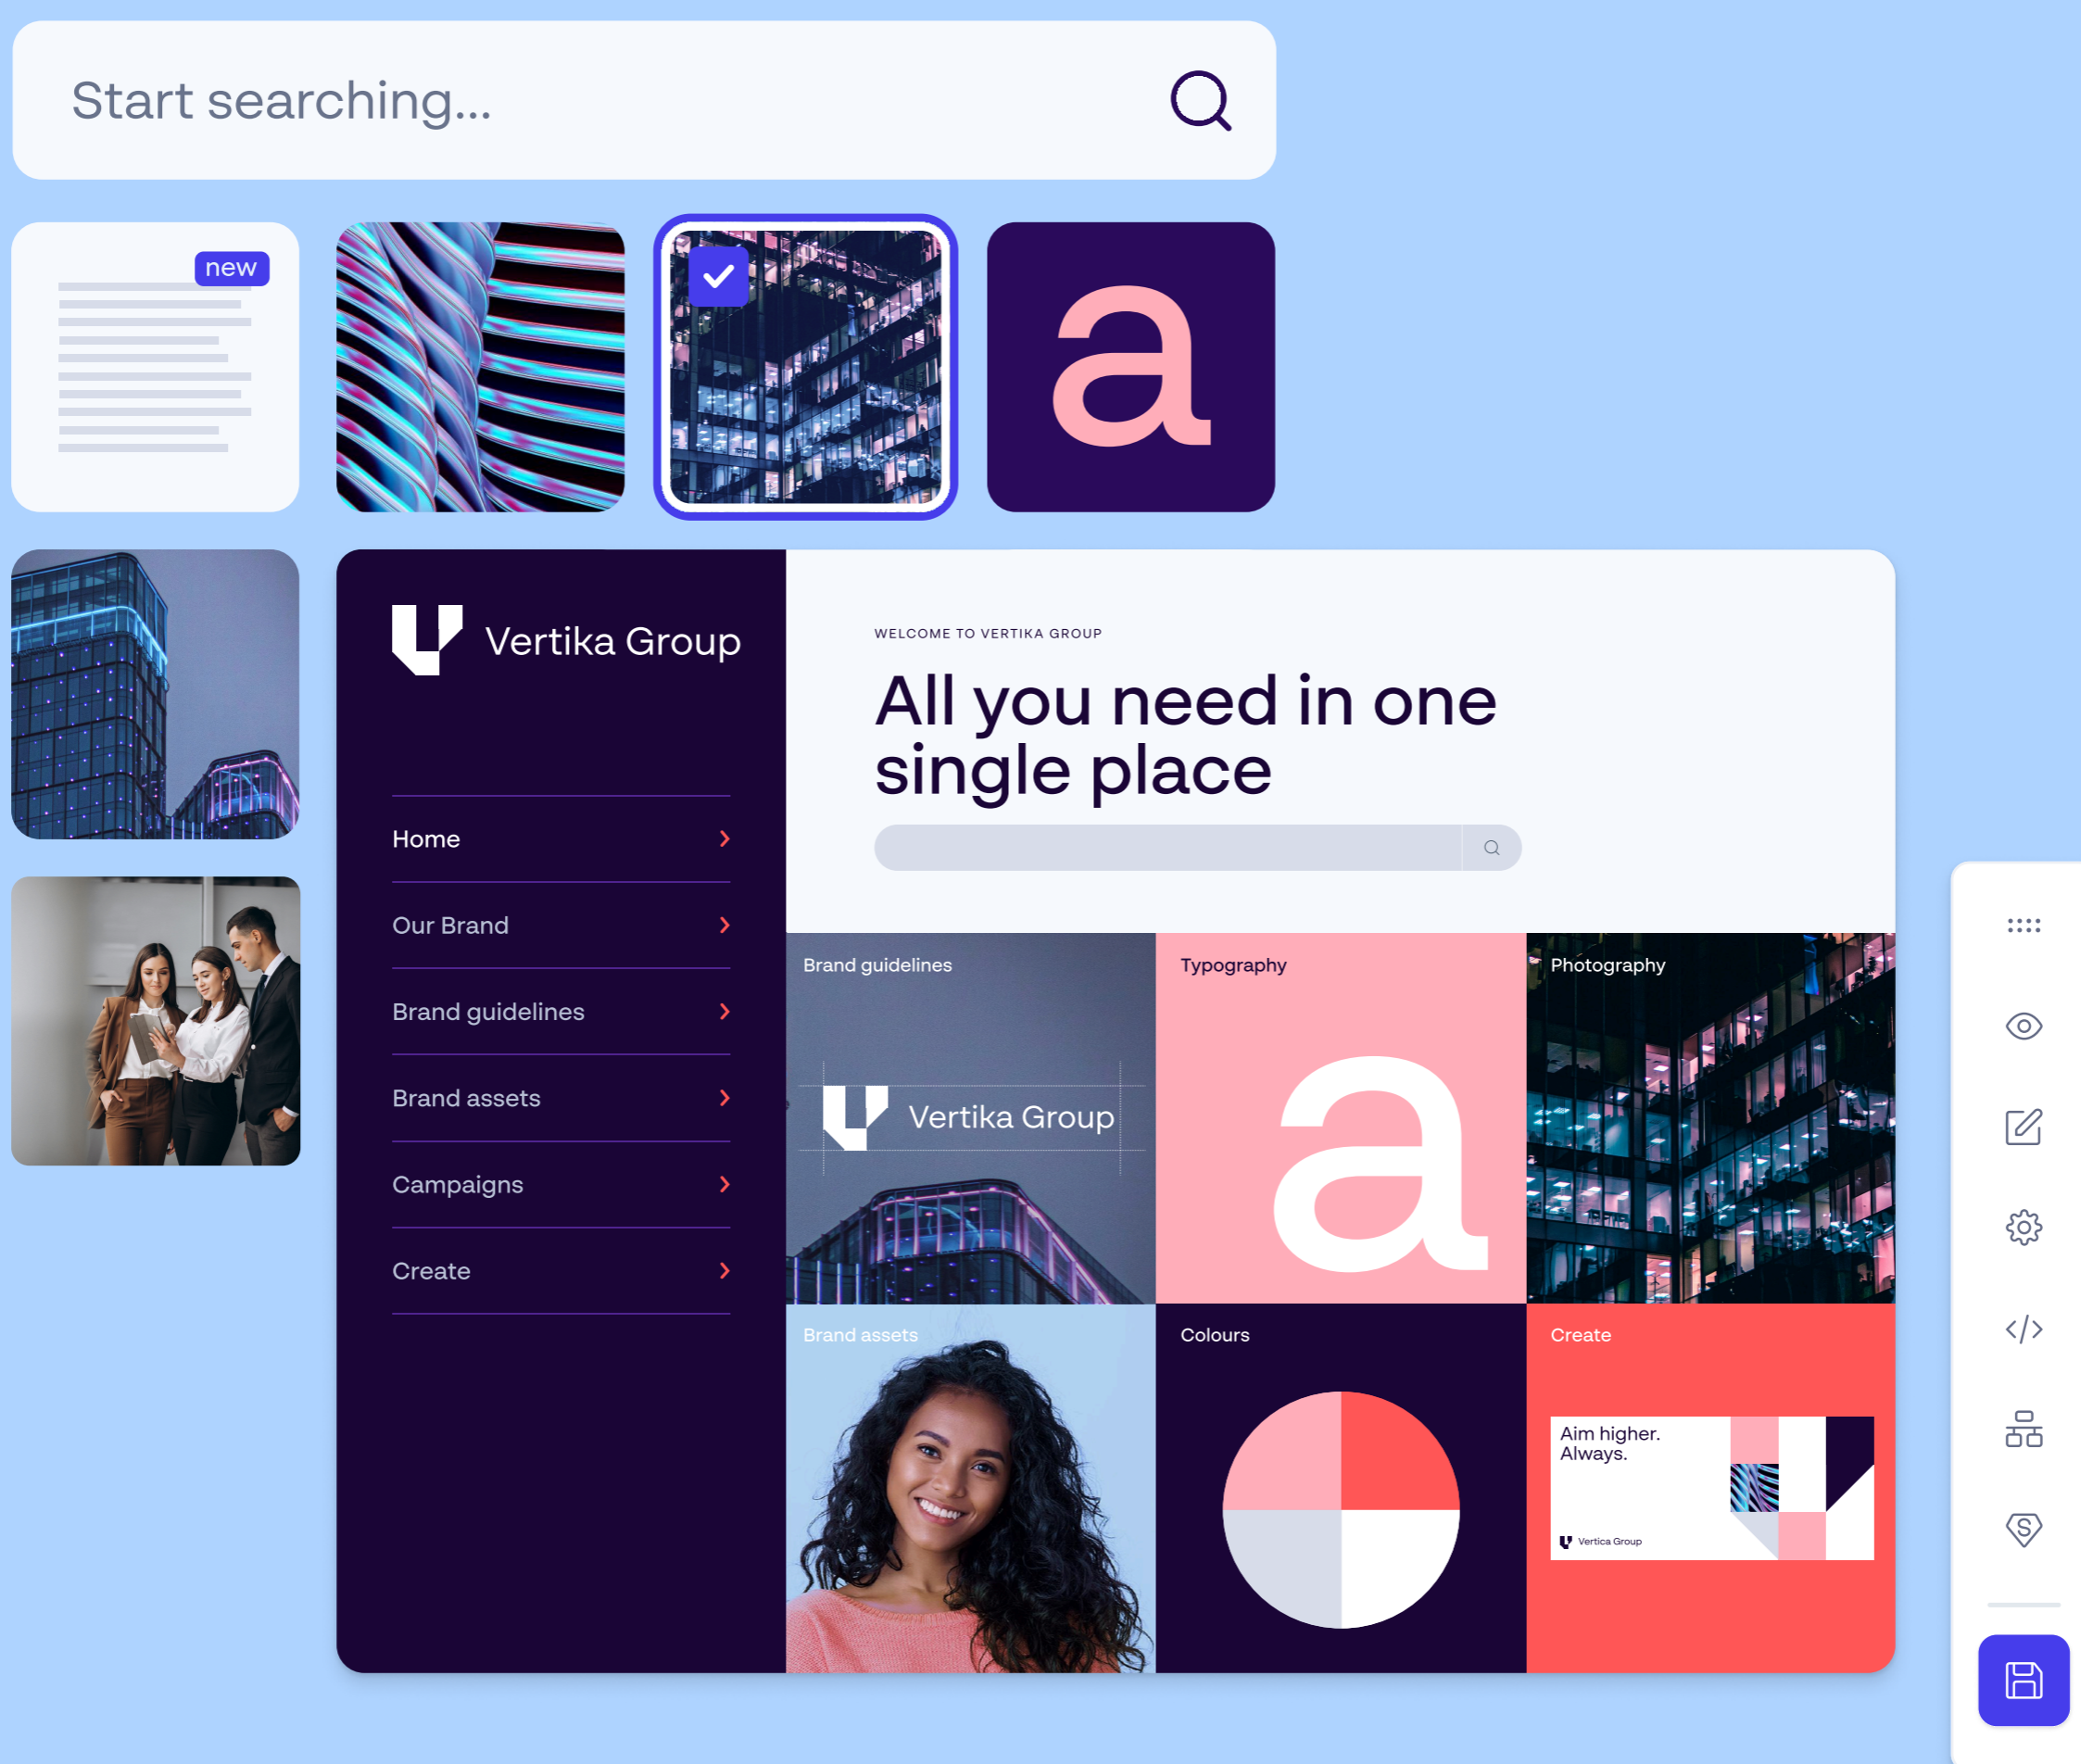 Start searching...
new
a
Vertika Group
Home
Our Brand
Brand guidelines
Brand assets
Campaigns
Create
WELCOME TO VERTIKA GROUP
All you need in one
single place
Brand guidelines
Vertika Group
Typography
a
Photography
Brand assets
Colours
Create
Aim higher.
Always.
Vertica Group
S